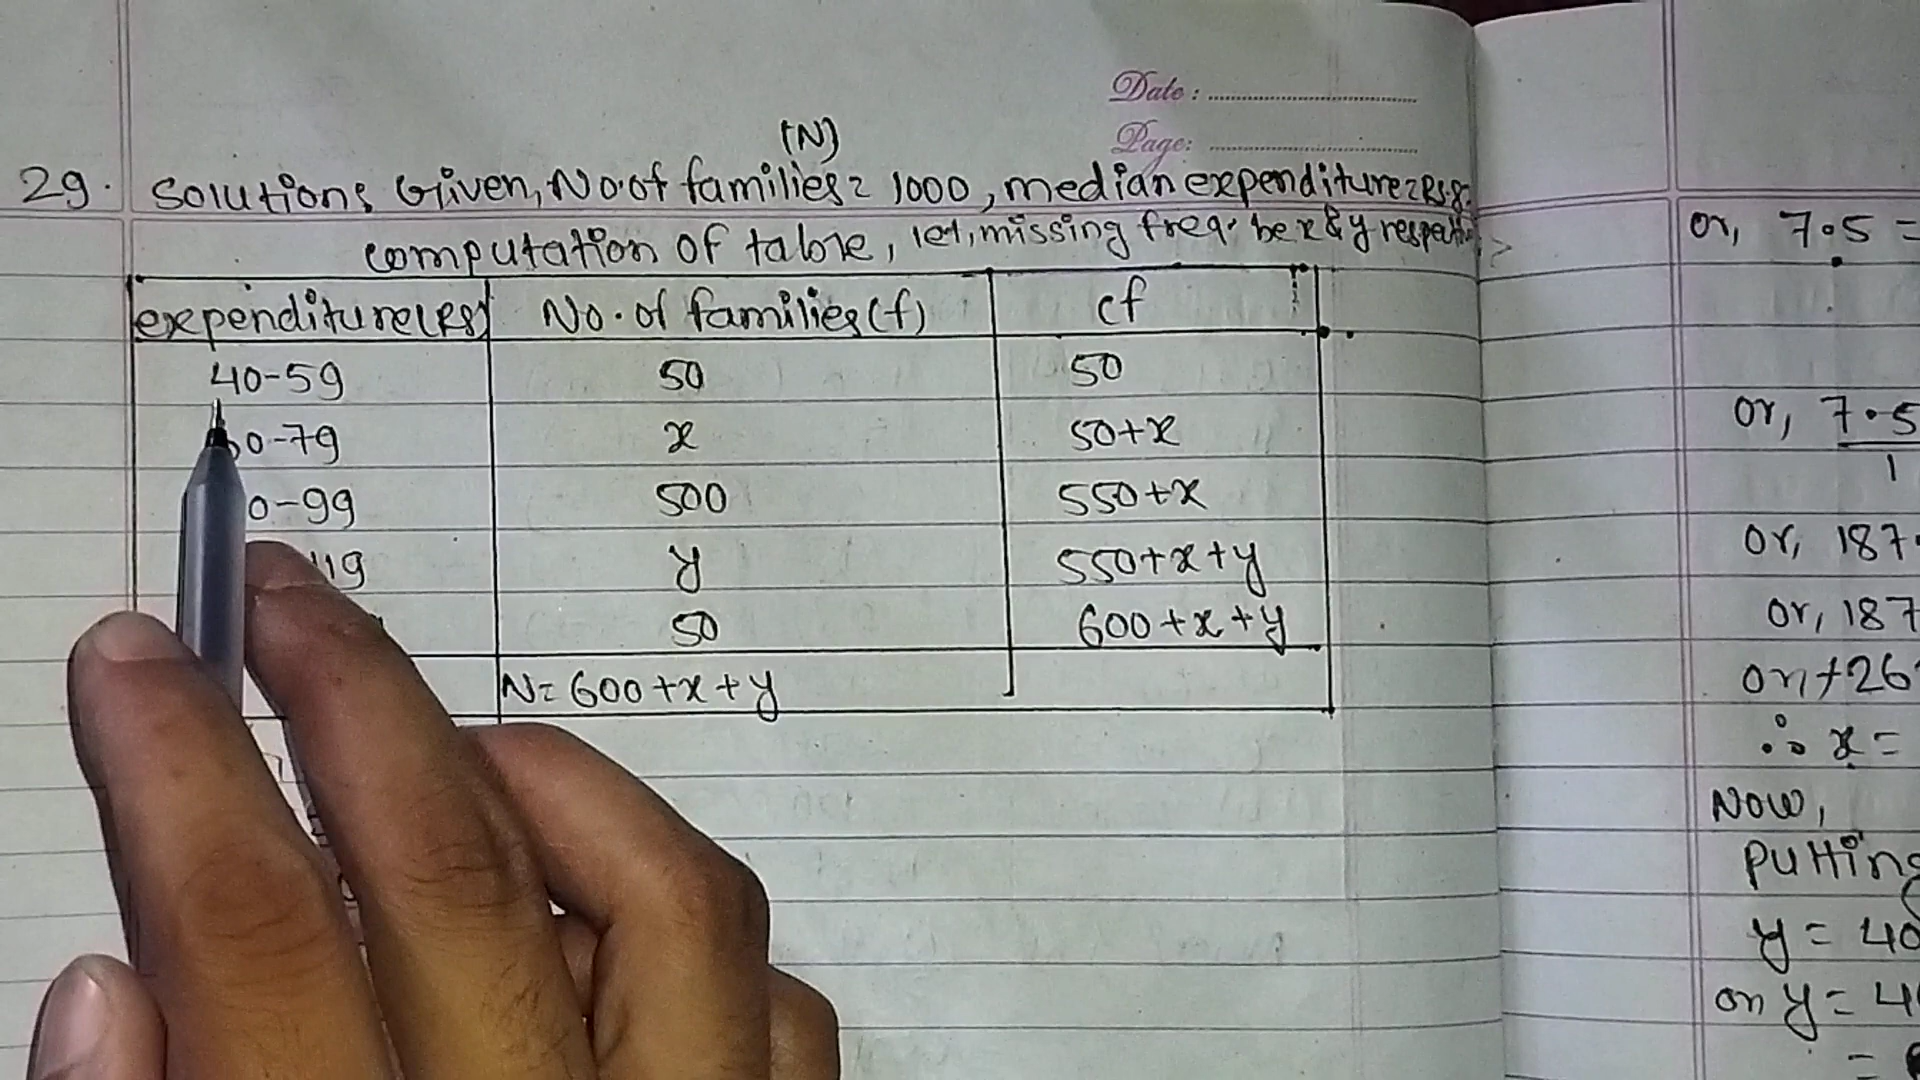 Date :
Page:
(N)
29. Solutions Given, No. of families = 1000, median expenditure = Rs.
computation of table, let, missing freq. be x & y
expenditure(Rs) No. of families (f) cf
40-59 50 50
0-79 x 50+x
0-99 500 550+x
19 y 550+x+y
50 600+x+y
N= 600+x+y
or, 7.5 =
or, 7.5
1
or, 187.
or, 187
or x + 26
∴ x =
Now,
Putting
y = 40
or y = 4
=